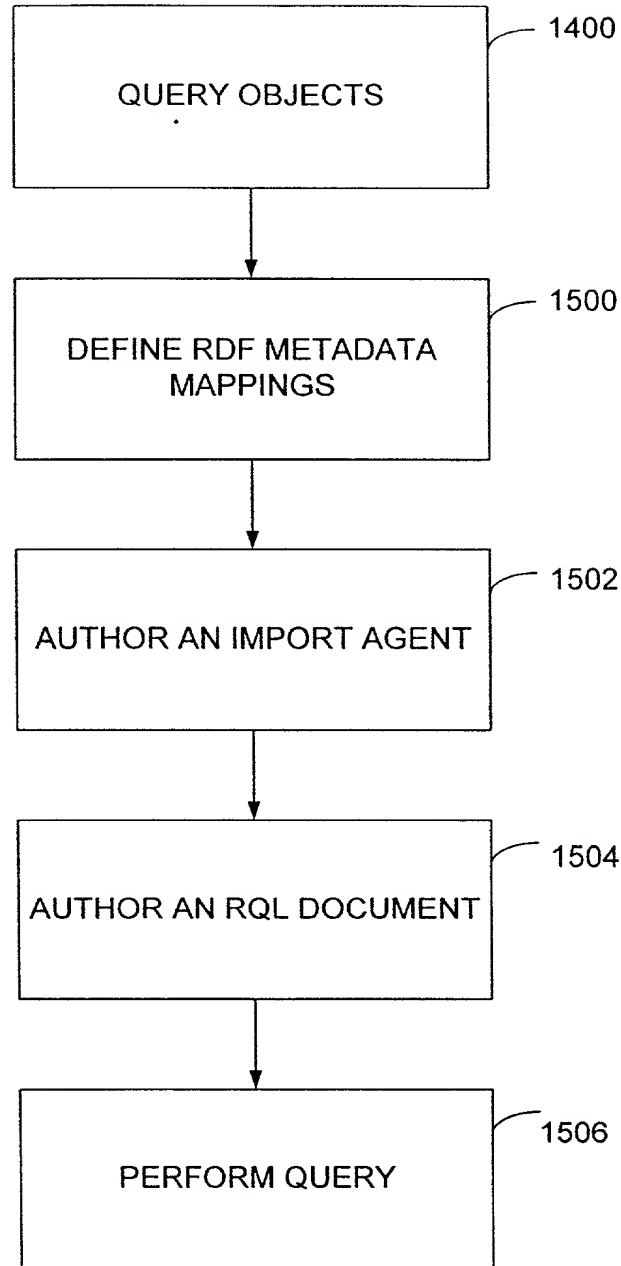 1400
QUERY OBJECTS
1500
DEFINE RDF METADATA
MAPPINGS
1502
AUTHOR AN IMPORT AGENT
1504
AUTHOR AN RQL DOCUMENT
1506
PERFORM QUERY